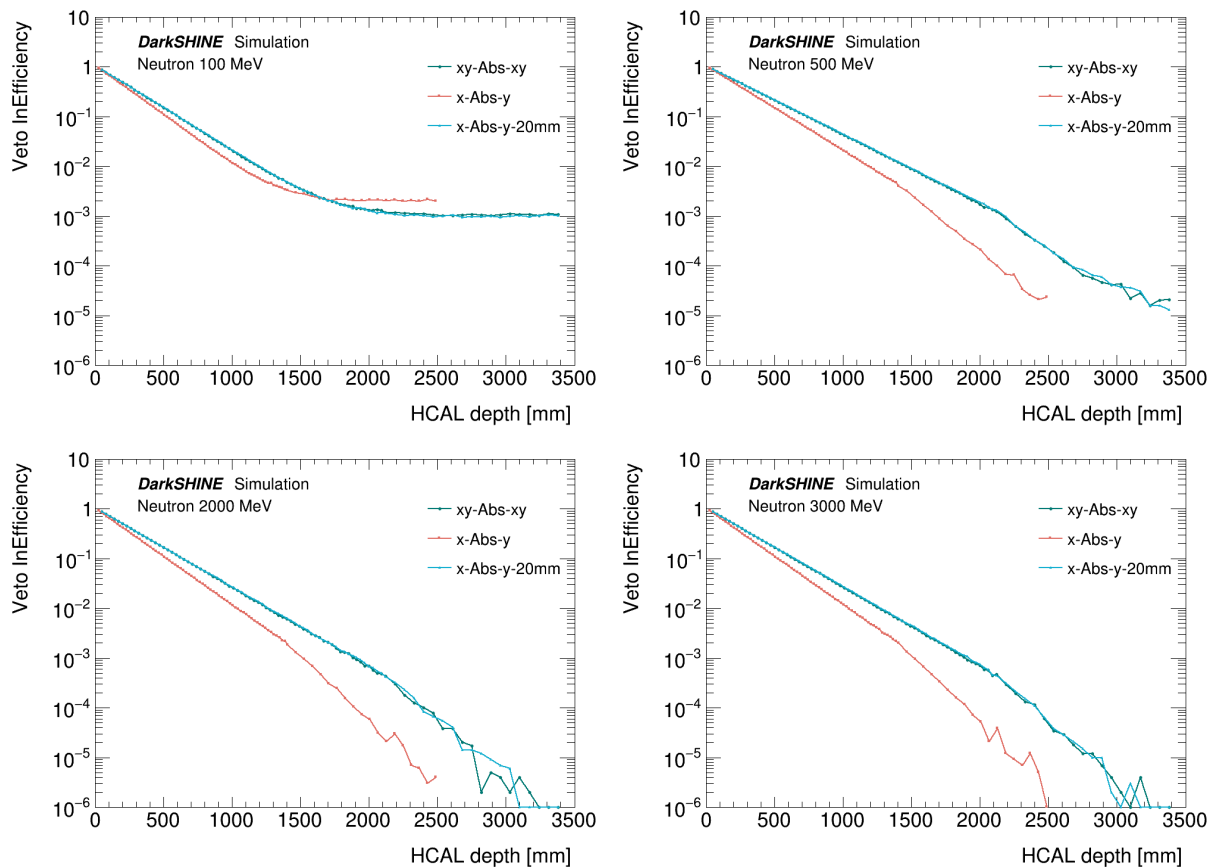 DarkSHINE Simulation
Neutron 100 MeV
xy-Abs-xy
x-Abs-y
x-Abs-y-20mm
Veto InEfficiency
10
1
10⁻¹
10⁻²
10⁻³
10⁻⁴
10⁻⁵
10⁻⁶
0 500 1000 1500 2000 2500 3000 3500
HCAL depth [mm]
DarkSHINE Simulation
Neutron 500 MeV
xy-Abs-xy
x-Abs-y
x-Abs-y-20mm
Veto InEfficiency
10
1
10⁻¹
10⁻²
10⁻³
10⁻⁴
10⁻⁵
10⁻⁶
0 500 1000 1500 2000 2500 3000 3500
HCAL depth [mm]
DarkSHINE Simulation
Neutron 2000 MeV
xy-Abs-xy
x-Abs-y
x-Abs-y-20mm
Veto InEfficiency
10
1
10⁻¹
10⁻²
10⁻³
10⁻⁴
10⁻⁵
10⁻⁶
0 500 1000 1500 2000 2500 3000 3500
HCAL depth [mm]
DarkSHINE Simulation
Neutron 3000 MeV
xy-Abs-xy
x-Abs-y
x-Abs-y-20mm
Veto InEfficiency
10
1
10⁻¹
10⁻²
10⁻³
10⁻⁴
10⁻⁵
10⁻⁶
0 500 1000 1500 2000 2500 3000 3500
HCAL depth [mm]